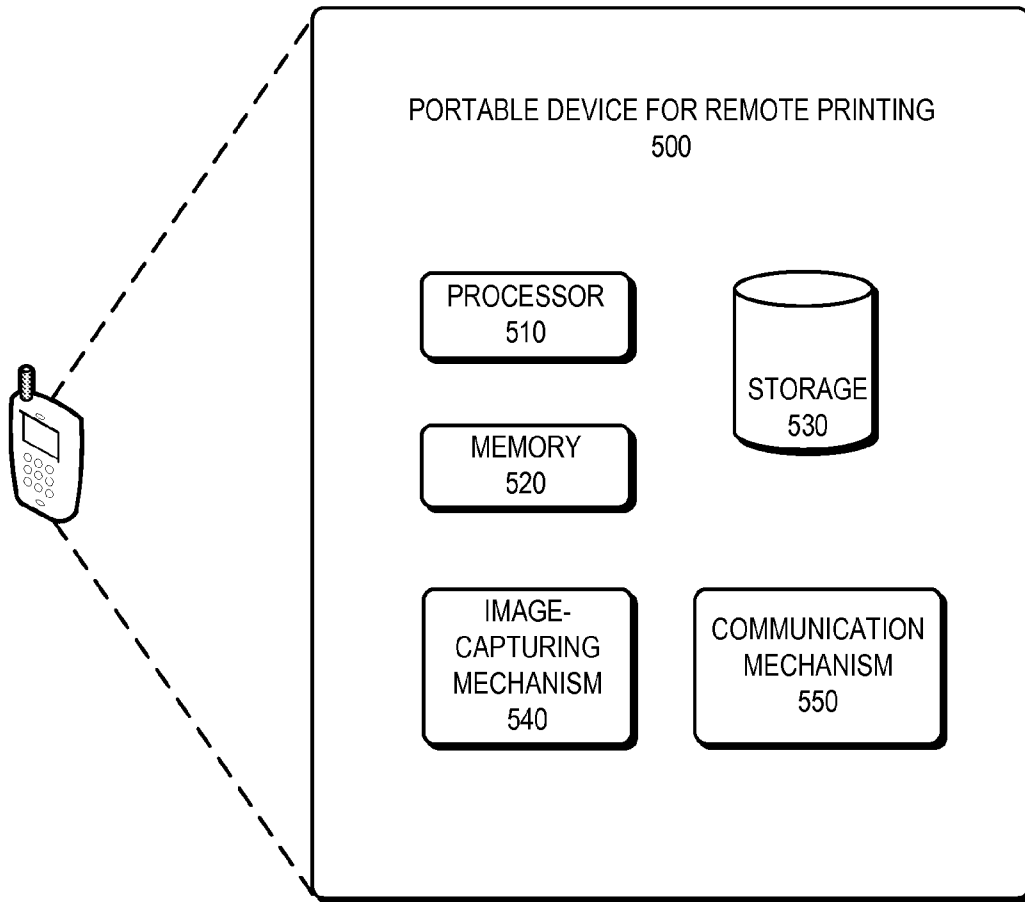 PORTABLE DEVICE FOR REMOTE PRINTING
500
PROCESSOR
510
STORAGE
530
MEMORY
520
IMAGE-
CAPTURING
MECHANISM
540
COMMUNICATION
MECHANISM
550